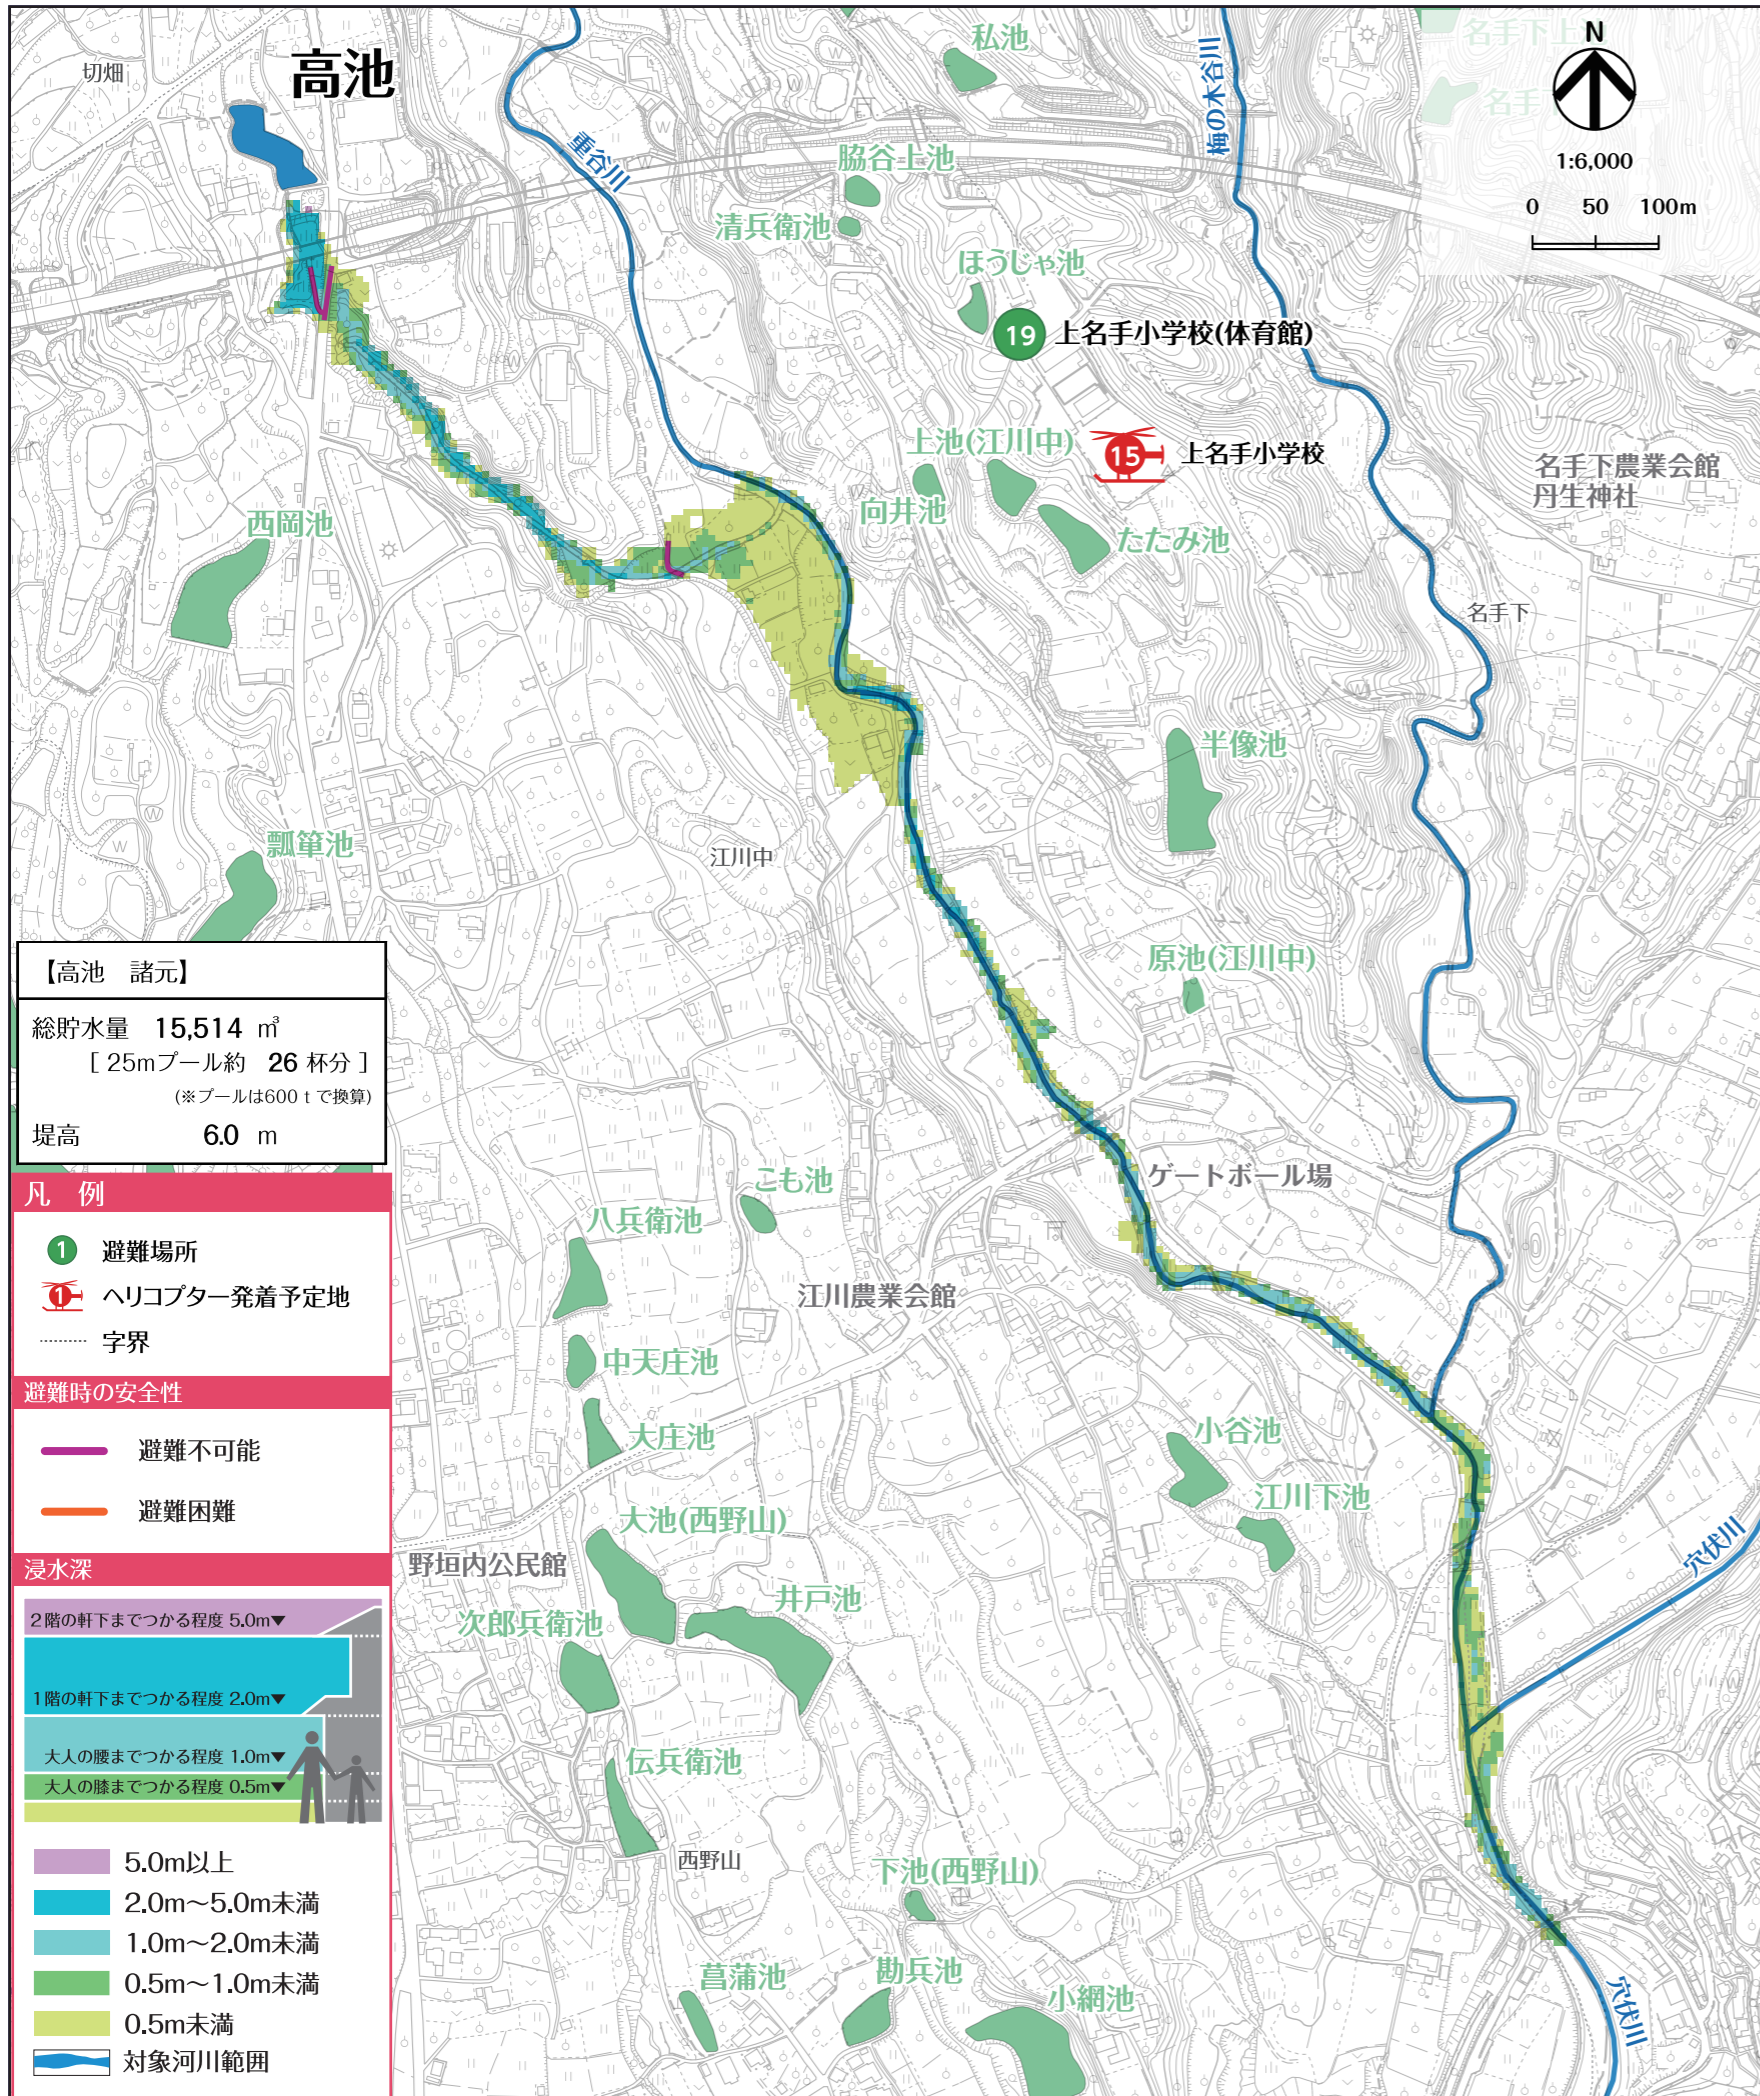 高池
切畑
私池
名手下上
名手
N
1:6,000
0 50 100m
重谷川
梅の木谷川
脇谷上池
清兵衛池
ほうじゃ池
19 上名手小学校(体育館)
上池(江川中)
15 上名手小学校
向井池
たたみ池
名手下農業会館
丹生神社
名手下
西岡池
半像池
瓢箪池
江川中
原池(江川中)
【高池 諸元】
総貯水量 15,514 ㎥
[ 25mプール約 26 杯分 ]
(※プールは600ｔで換算)
堤高 6.0 m
ゲートボール場
こも池
八兵衛池
江川農業会館
中天庄池
大庄池
小谷池
江川下池
大池(西野山)
野垣内公民館
井戸池
次郎兵衛池
穴伏川
伝兵衛池
西野山
下池(西野山)
菖蒲池
勘兵池
小網池
穴伏川
凡 例
1 避難場所
1 ヘリコプター発着予定地
字界
避難時の安全性
避難不可能
避難困難
浸水深
2階の軒下までつかる程度 5.0m▼
1階の軒下までつかる程度 2.0m▼
大人の腰までつかる程度 1.0m▼
大人の膝までつかる程度 0.5m▼
5.0m以上
2.0m～5.0m未満
1.0m～2.0m未満
0.5m～1.0m未満
0.5m未満
対象河川範囲